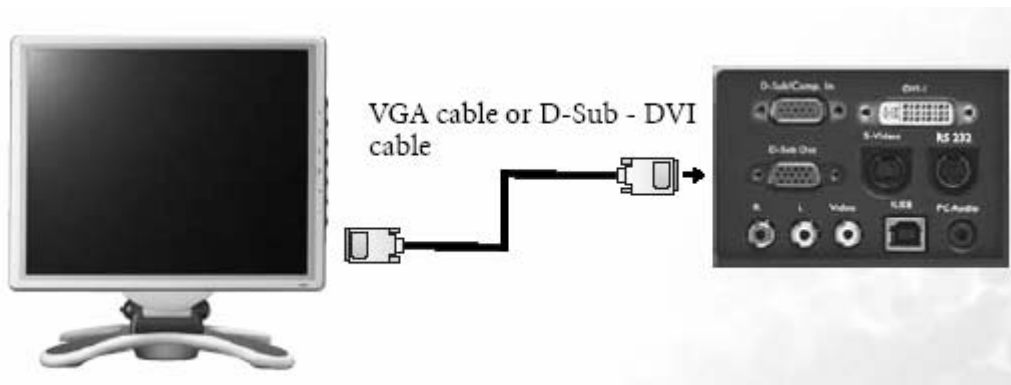 VGA cable or D-Sub - DVI
cable
D-Sub/Comp. In
DVI-I
S-Video
RS 232
D-Sub Out
R
L
Video
USB
PC Audio